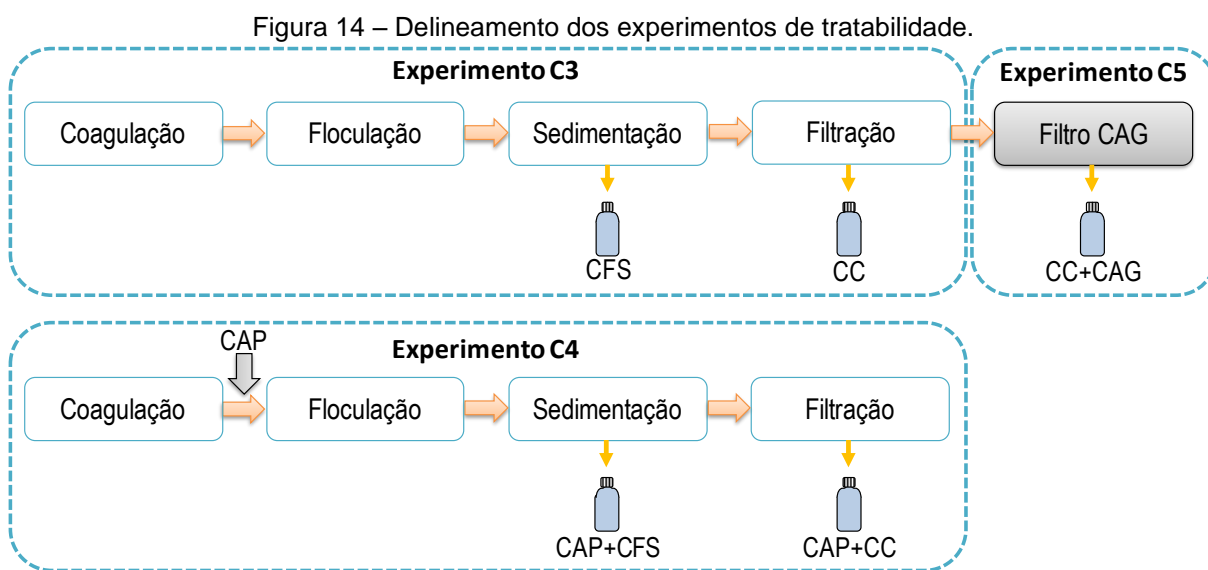 Figura 14 – Delineamento dos experimentos de tratabilidade.
Experimento C3
Experimento C5
Coagulação
Floculação
Sedimentação
Filtração
Filtro CAG
CFS
CC
CC+CAG
CAP
Experimento C4
Coagulação
Floculação
Sedimentação
Filtração
CAP+CFS
CAP+CC